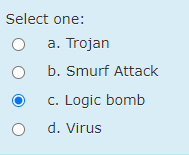 Select one:
a. Trojan
b. Smurf Attack
c. Logic bomb
d. Virus